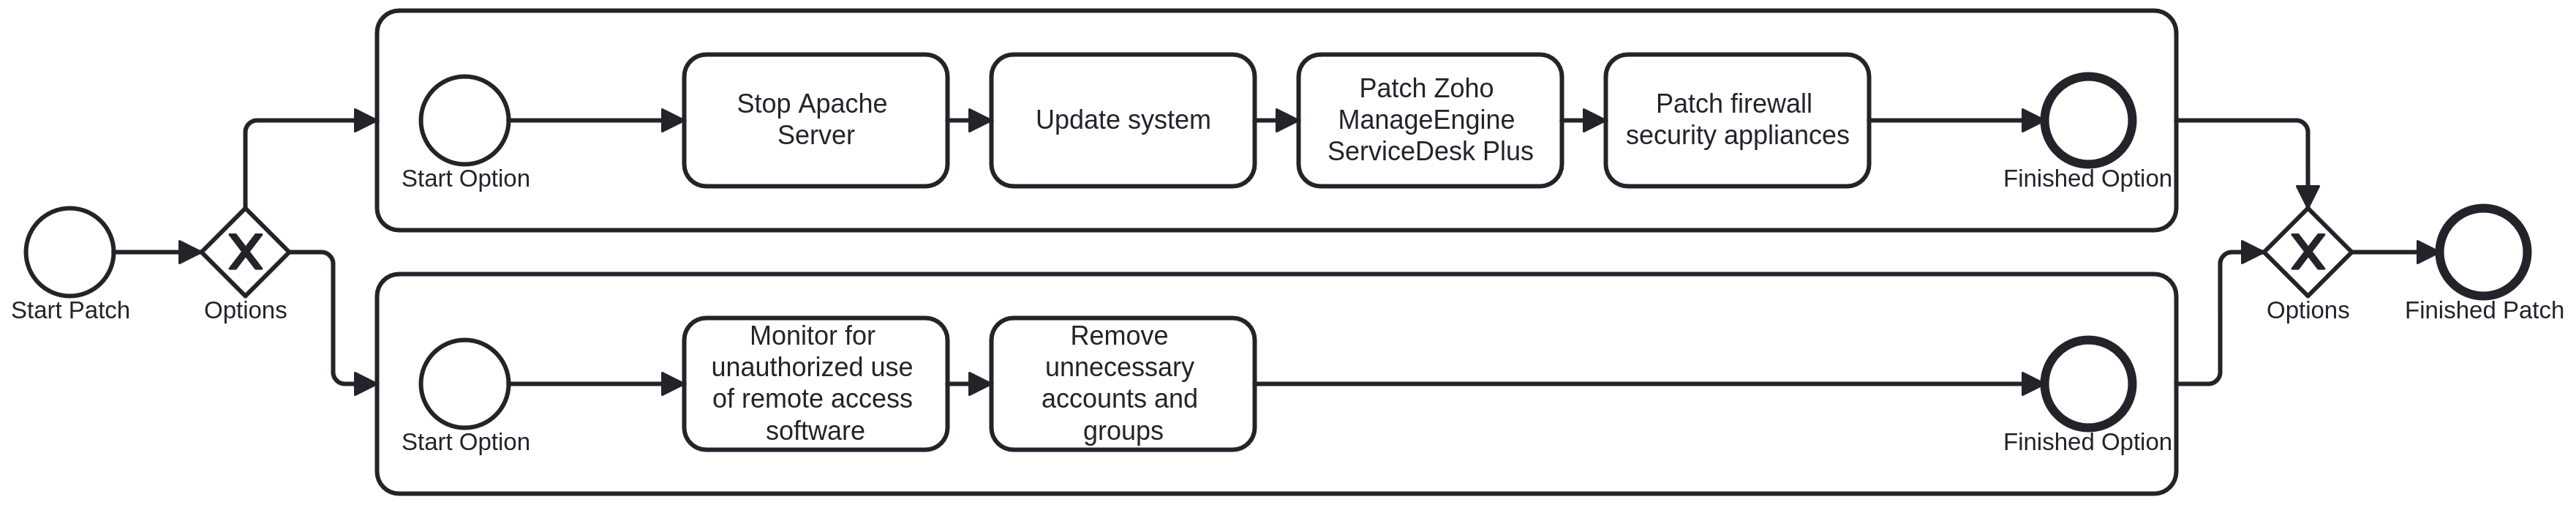 Start Patch
Options
Start Option
Stop Apache
Server
Update system
Patch Zoho
ManageEngine
ServiceDesk Plus
Patch firewall
security appliances
Finished Option
Start Option
Monitor for
unauthorized use
of remote access
software
Remove
unnecessary
accounts and
groups
Finished Option
Options
Finished Patch